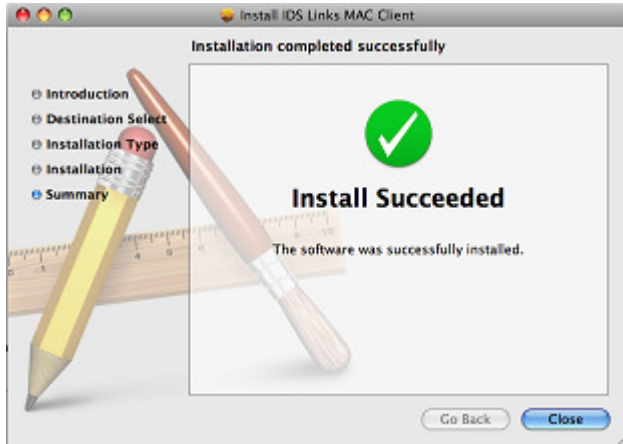 Install IDS Links MAC Client
Installation completed successfully
Introduction
Destination Select
Installation Type
Installation
Summary
Install Succeeded
The software was successfully installed.
Go Back
Close